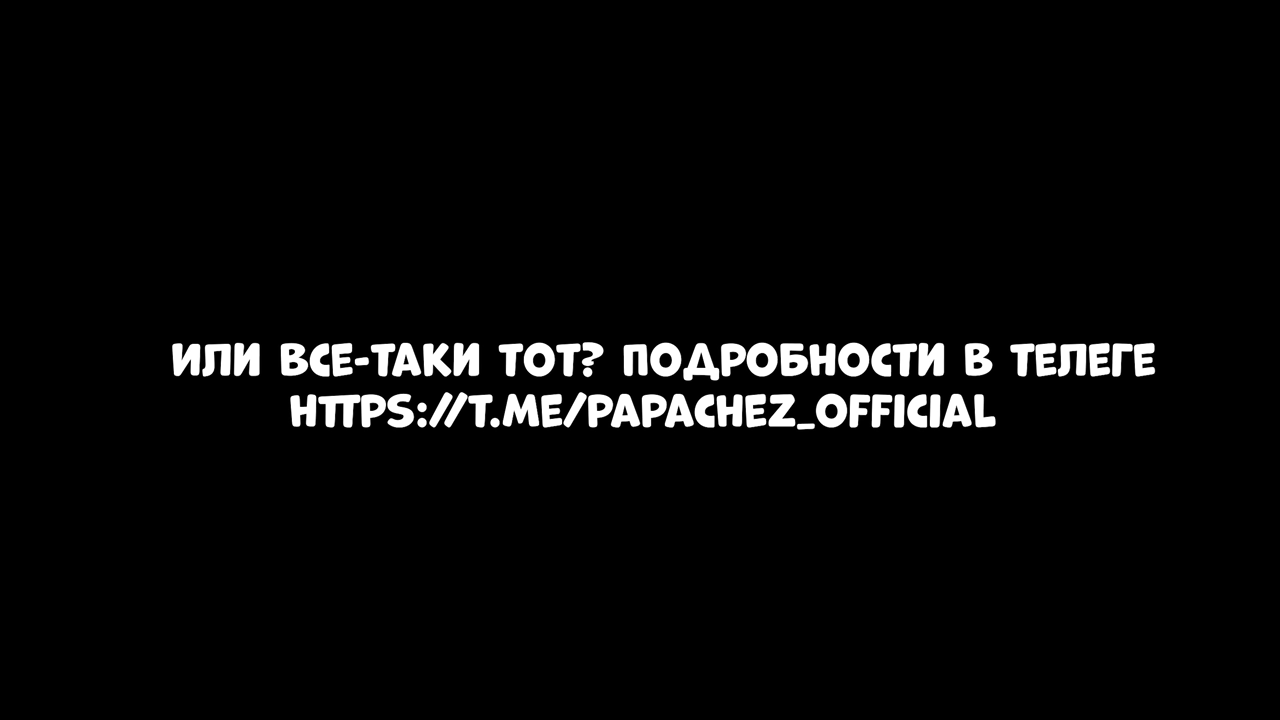 ИЛИ ВСЕ-ТАКИ ТОТ? ПОДРОБНОСТИ В ТЕЛЕГЕ
HTTPS://T.ME/PAPACHEZ_OFFICIAL